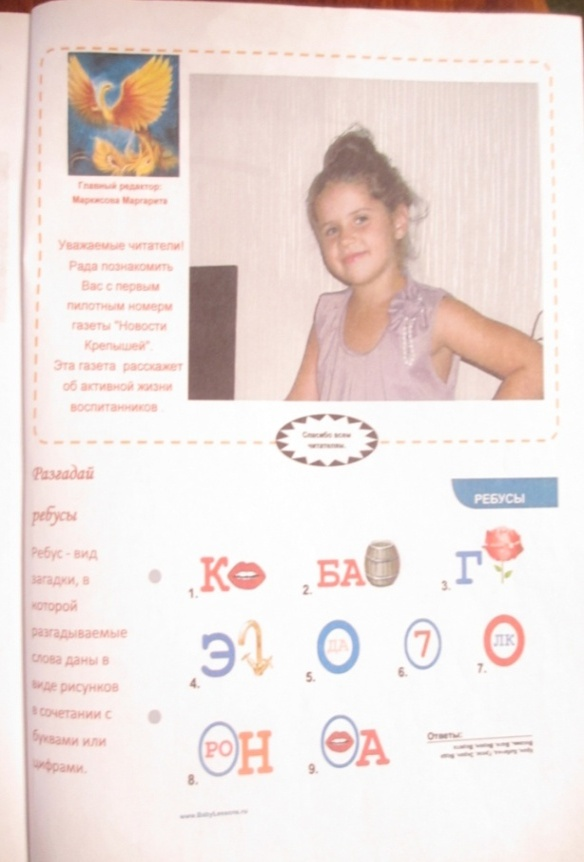 Главный редактор:
Маркисова Маргарита
Уважаемые читатели!
Рада познакомить
Вас с первым
пилотным номерм
газеты "Новости
Крепышей".
Эта газета расскажет
об активной жизни
воспитанников .
Спасибо всем
читателям.
Разгадай
ребусы
РЕБУСЫ
Ребус - вид
загадки, в
которой
разгадываемые
слова даны в
виде рисунков
в сочетании с
буквами или
цифрами.
1. К
2. БА
3. Г
4. Э
5. ДА
6. 7
7. ЛК
8. РО Н
9. А
Ответы:
www.BabyLessons.ru